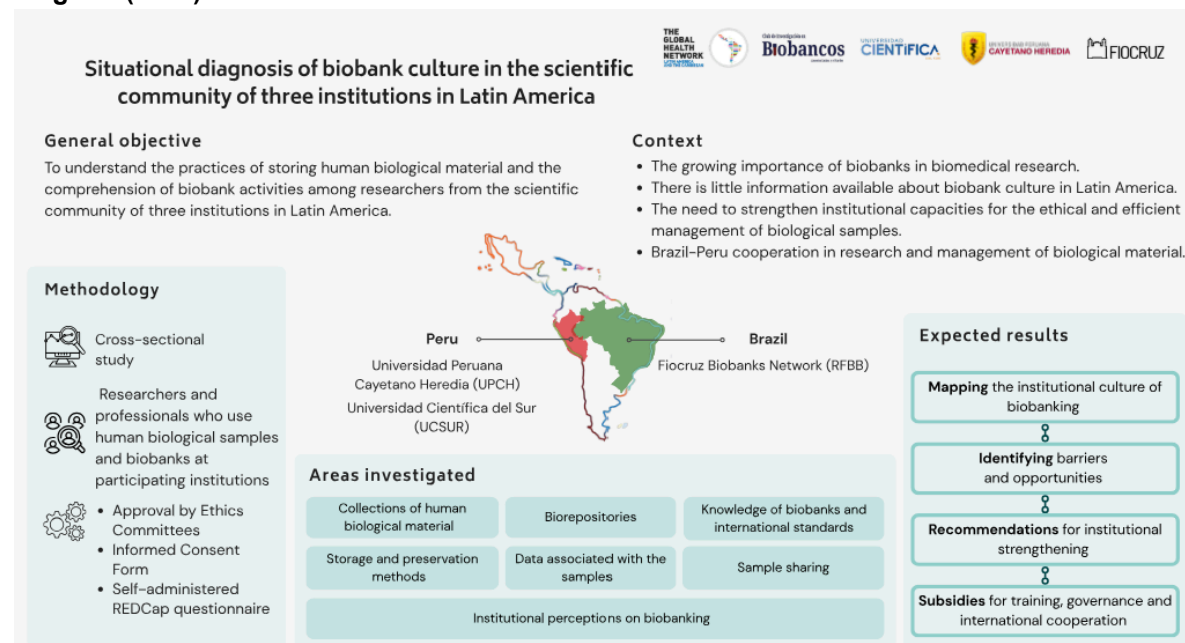 THE
GLOBAL
HEALTH
NETWORK
LATIN AMERICA
AND THE CARIBBEAN
Biobancos
UNIVERSIDAD
CIENTÍFICA
UNIVERSIDAD PERUANA
CAYETANO HEREDIA
FIOCRUZ
Situational diagnosis of biobank culture in the scientific
community of three institutions in Latin America
General objective
To understand the practices of storing human biological material and the
comprehension of biobank activities among researchers from the scientific
community of three institutions in Latin America.
Context
• The growing importance of biobanks in biomedical research.
• There is little information available about biobank culture in Latin America.
• The need to strengthen institutional capacities for the ethical and efficient
management of biological samples.
• Brazil-Peru cooperation in research and management of biological material.
Methodology
Cross-sectional
study
Researchers and
professionals who use
human biological samples
and biobanks at
participating institutions
• Approval by Ethics
Committees
• Informed Consent
Form
• Self-administered
REDCap questionnaire
Peru
Universidad Peruana
Cayetano Heredia (UPCH)
Universidad Científica del Sur
(UCSUR)
Brazil
Fiocruz Biobanks Network (RFBB)
Areas investigated
Collections of human
biological material
Biorepositories
Knowledge of biobanks and
international standards
Storage and preservation
methods
Data associated with the
samples
Sample sharing
Institutional perceptions on biobanking
Expected results
Mapping the institutional culture of
biobanking
Identifying barriers
and opportunities
Recommendations for institutional
strengthening
Subsidies for training, governance and
international cooperation